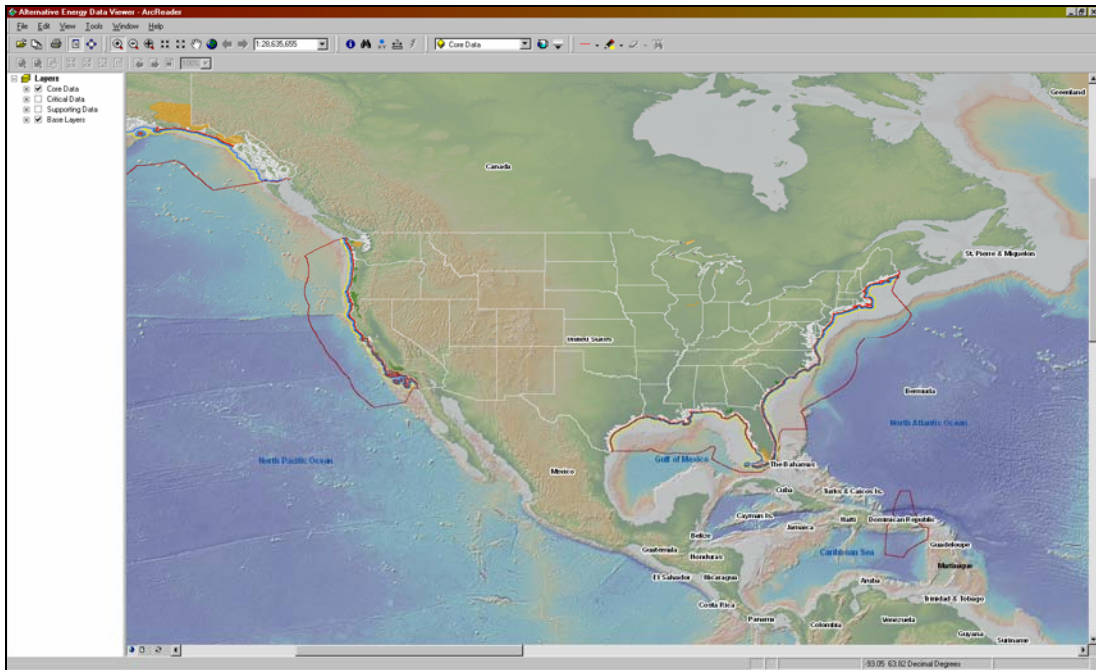 Alternative Energy Data Viewer - ArcReader
File Edit View Tools Window Help
1:28,635,655
Core Data
100%
Layers
Core Data
Critical Data
Supporting Data
Base Layers
Greenland
Canada
St. Pierre & Miquelon
United States
Bermuda
North Atlantic Ocean
North Pacific Ocean
Gulf of Mexico
Mexico
The Bahamas
Cuba
Turks & Caicos Is.
Cayman Is.
Jamaica
Haiti
Dominican Republic
Belize
Guadeloupe
Guatemala
Honduras
Caribbean Sea
Martinique
El Salvador
Nicaragua
Aruba
Costa Rica
Trinidad & Tobago
Panama
Colombia
Venezuela
Guyana
Suriname
-93.05 63.82 Decimal Degrees